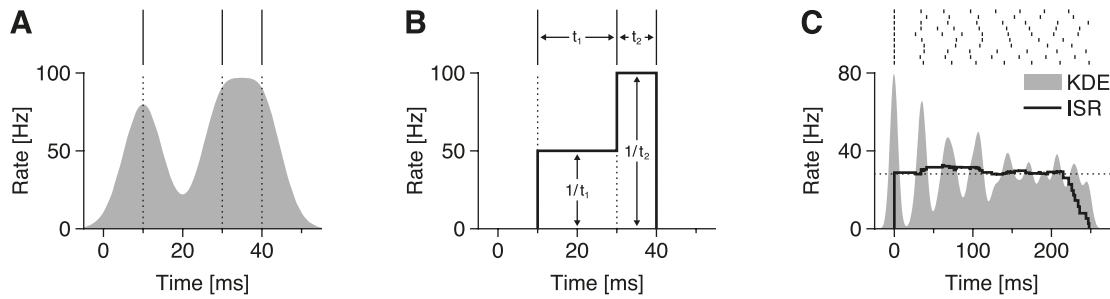 A
100
50
0
Rate [Hz]
0
20
40
Time [ms]
B
t₁
t₂
100
50
0
Rate [Hz]
1/t₁
1/t₂
0
20
40
Time [ms]
C
80
40
0
Rate [Hz]
KDE
ISR
0
100
200
Time [ms]